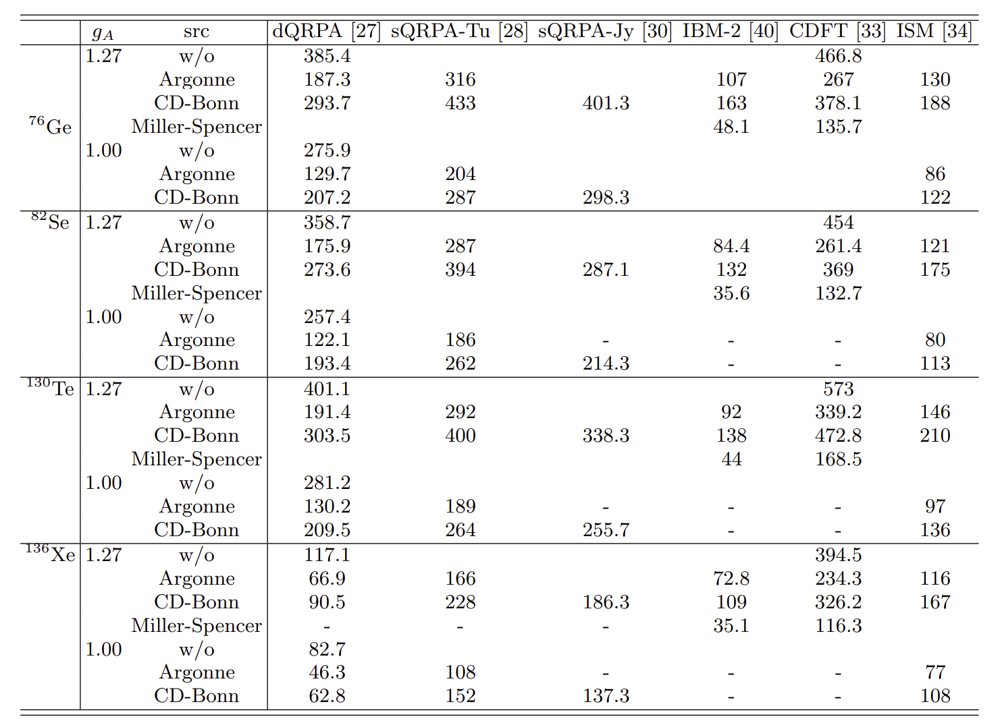 g_A src dQRPA [27] sQRPA-Tu [28] sQRPA-Jy [30] IBM-2 [40] CDFT [33] ISM [34]
1.27 w/o 385.4 466.8
Argonne 187.3 316 107 267 130
CD-Bonn 293.7 433 401.3 163 378.1 188
⁷⁶Ge Miller-Spencer 48.1 135.7
1.00 w/o 275.9
Argonne 129.7 204 86
CD-Bonn 207.2 287 298.3 122
⁸²Se 1.27 w/o 358.7 454
Argonne 175.9 287 84.4 261.4 121
CD-Bonn 273.6 394 287.1 132 369 175
Miller-Spencer 35.6 132.7
1.00 w/o 257.4
Argonne 122.1 186 - - - 80
CD-Bonn 193.4 262 214.3 - - 113
¹³⁰Te 1.27 w/o 401.1 573
Argonne 191.4 292 92 339.2 146
CD-Bonn 303.5 400 338.3 138 472.8 210
Miller-Spencer 44 168.5
1.00 w/o 281.2
Argonne 130.2 189 - - - 97
CD-Bonn 209.5 264 255.7 - - 136
¹³⁶Xe 1.27 w/o 117.1 394.5
Argonne 66.9 166 72.8 234.3 116
CD-Bonn 90.5 228 186.3 109 326.2 167
Miller-Spencer - - - 35.1 116.3
1.00 w/o 82.7
Argonne 46.3 108 - - - 77
CD-Bonn 62.8 152 137.3 - - 108